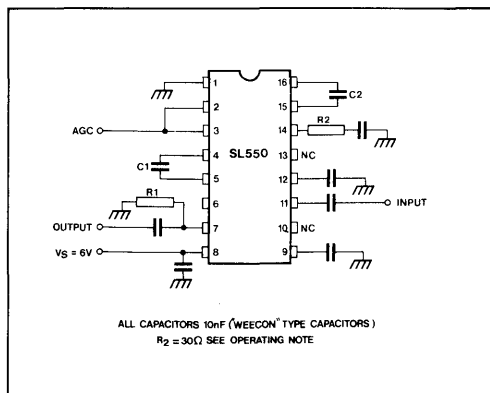 1
16
C2
2
15
R2
AGC
3
14
SL550
4
13
NC
C1
5
12
R1
6
11
INPUT
OUTPUT
7
10
NC
VS = 6V
8
9
ALL CAPACITORS 10nF ("WEECON" TYPE CAPACITORS)
R2 = 30Ω SEE OPERATING NOTE